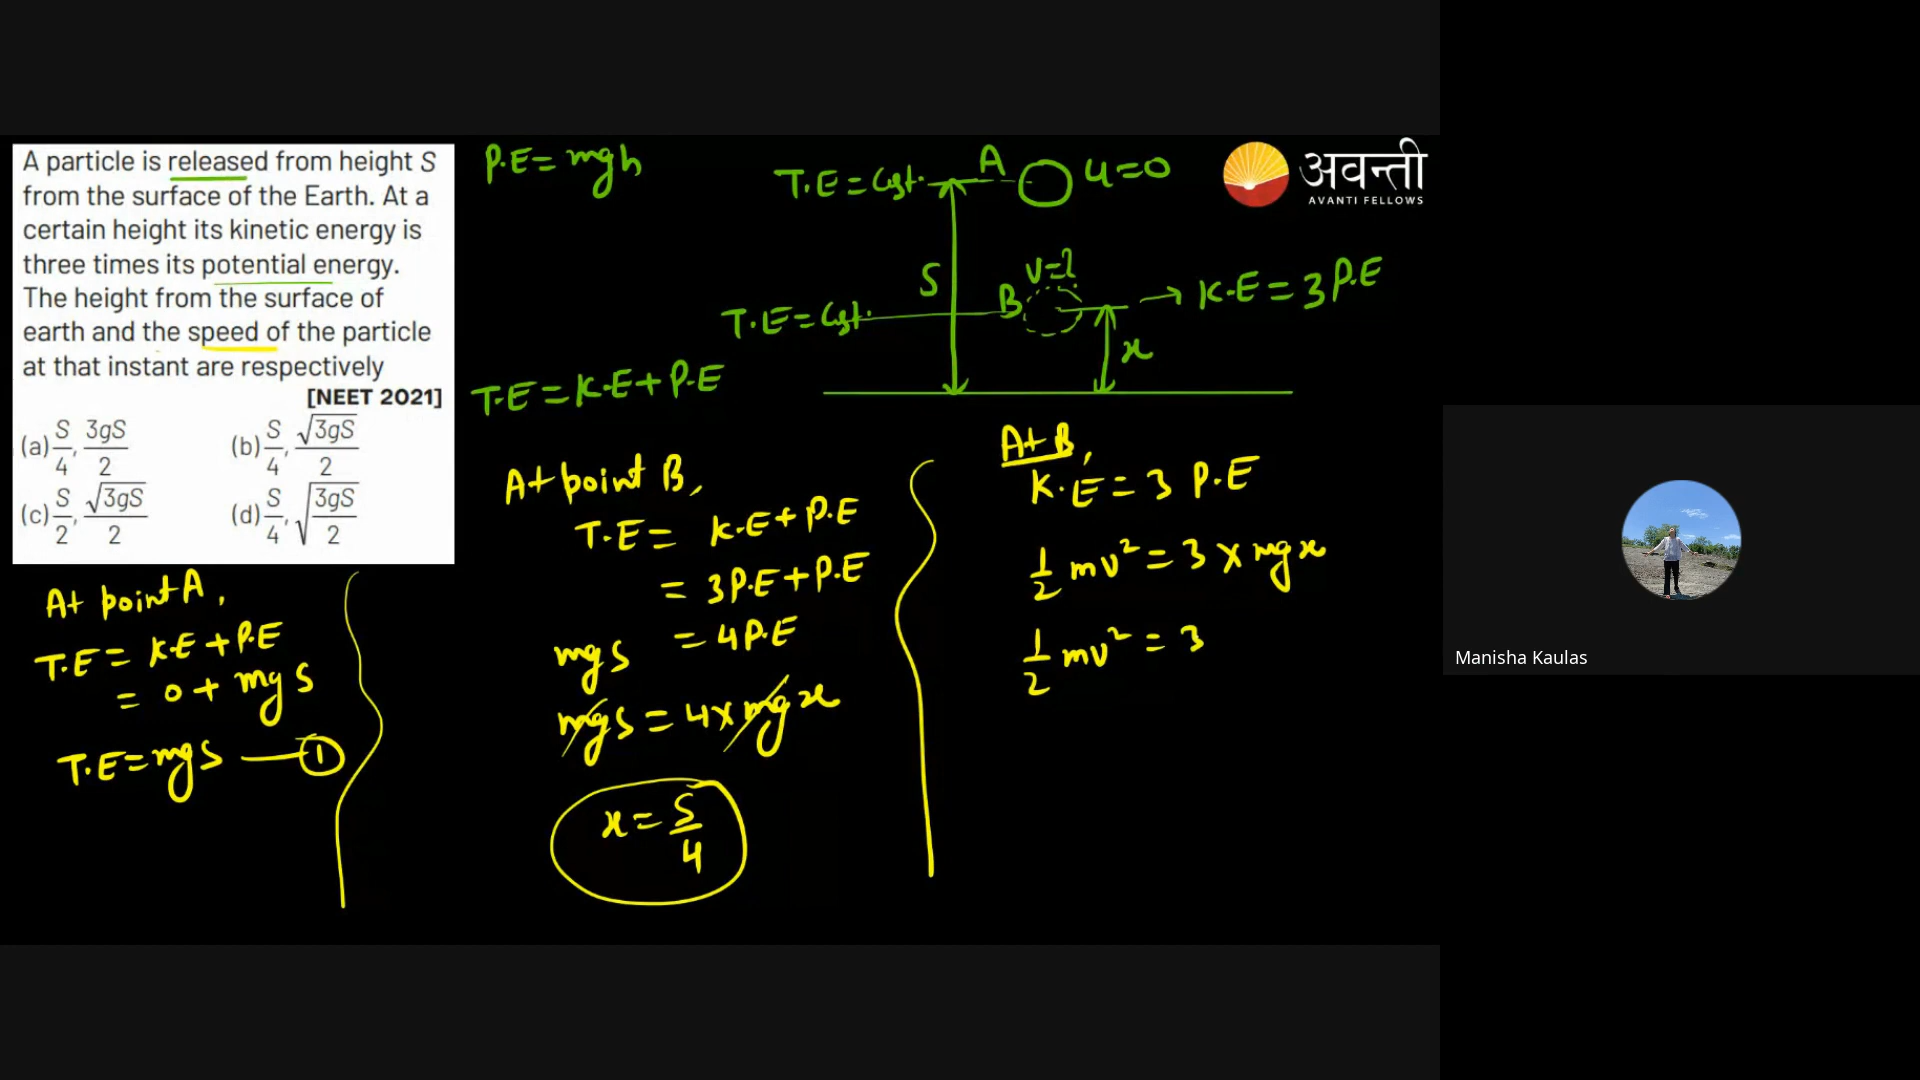 A particle is released from height S
from the surface of the Earth. At a
certain height its kinetic energy is
three times its potential energy.
The height from the surface of
earth and the speed of the particle
at that instant are respectively
[NEET 2021]
(a) S/4, 3gS/2 (b) S/4, √3gS/2
(c) S/2, √3gS/2 (d) S/4, √(3gS/2)
P.E = mgh
T.E = Cst. A u=0
अवन्ती
AVANTI FELLOWS
S
V=?
B → K.E = 3 P.E
T.E = Cst.
x
T.E = K.E + P.E
At point A,
T.E = K.E + P.E
= 0 + mgS
T.E = mgS — ①
At point B,
T.E = K.E + P.E
= 3P.E + P.E
= 4P.E
mgS
mgS = 4 x mgx
x = S/4
At B,
K.E = 3 P.E
1/2 mv² = 3 x mgx
1/2 mv² = 3
Manisha Kaulas